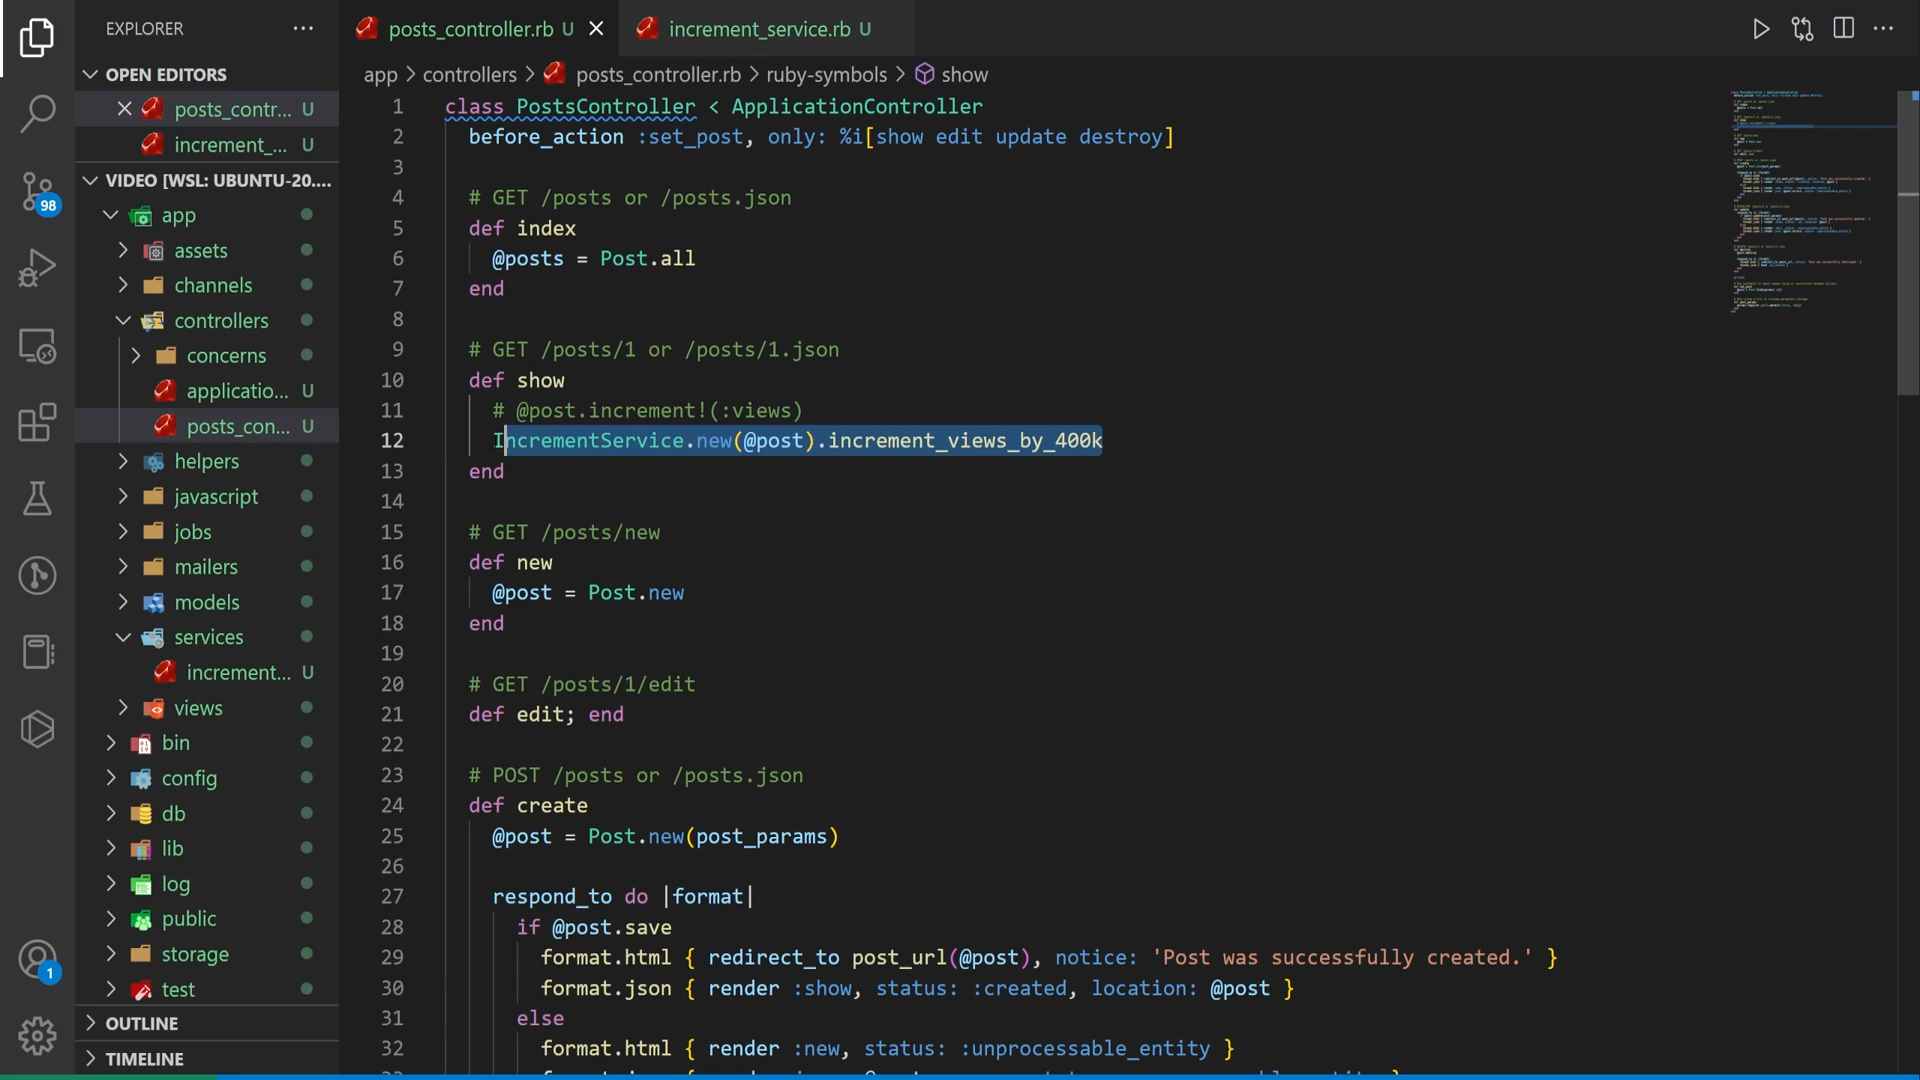 EXPLORER
OPEN EDITORS
posts_contr... U
increment_... U
VIDEO [WSL: UBUNTU-20....
app
assets
channels
controllers
concerns
applicatio... U
posts_con... U
helpers
javascript
jobs
mailers
models
services
increment... U
views
bin
config
db
lib
log
public
storage
test
OUTLINE
TIMELINE
98
1
posts_controller.rb U
increment_service.rb U
app > controllers > posts_controller.rb > ruby-symbols > show
1 class PostsController < ApplicationController
2 before_action :set_post, only: %i[show edit update destroy]
3
4 # GET /posts or /posts.json
5 def index
6 @posts = Post.all
7 end
8
9 # GET /posts/1 or /posts/1.json
10 def show
11 # @post.increment!(:views)
12 IncrementService.new(@post).increment_views_by_400k
13 end
14
15 # GET /posts/new
16 def new
17 @post = Post.new
18 end
19
20 # GET /posts/1/edit
21 def edit; end
22
23 # POST /posts or /posts.json
24 def create
25 @post = Post.new(post_params)
26
27 respond_to do |format|
28 if @post.save
29 format.html { redirect_to post_url(@post), notice: 'Post was successfully created.' }
30 format.json { render :show, status: :created, location: @post }
31 else
32 format.html { render :new, status: :unprocessable_entity }